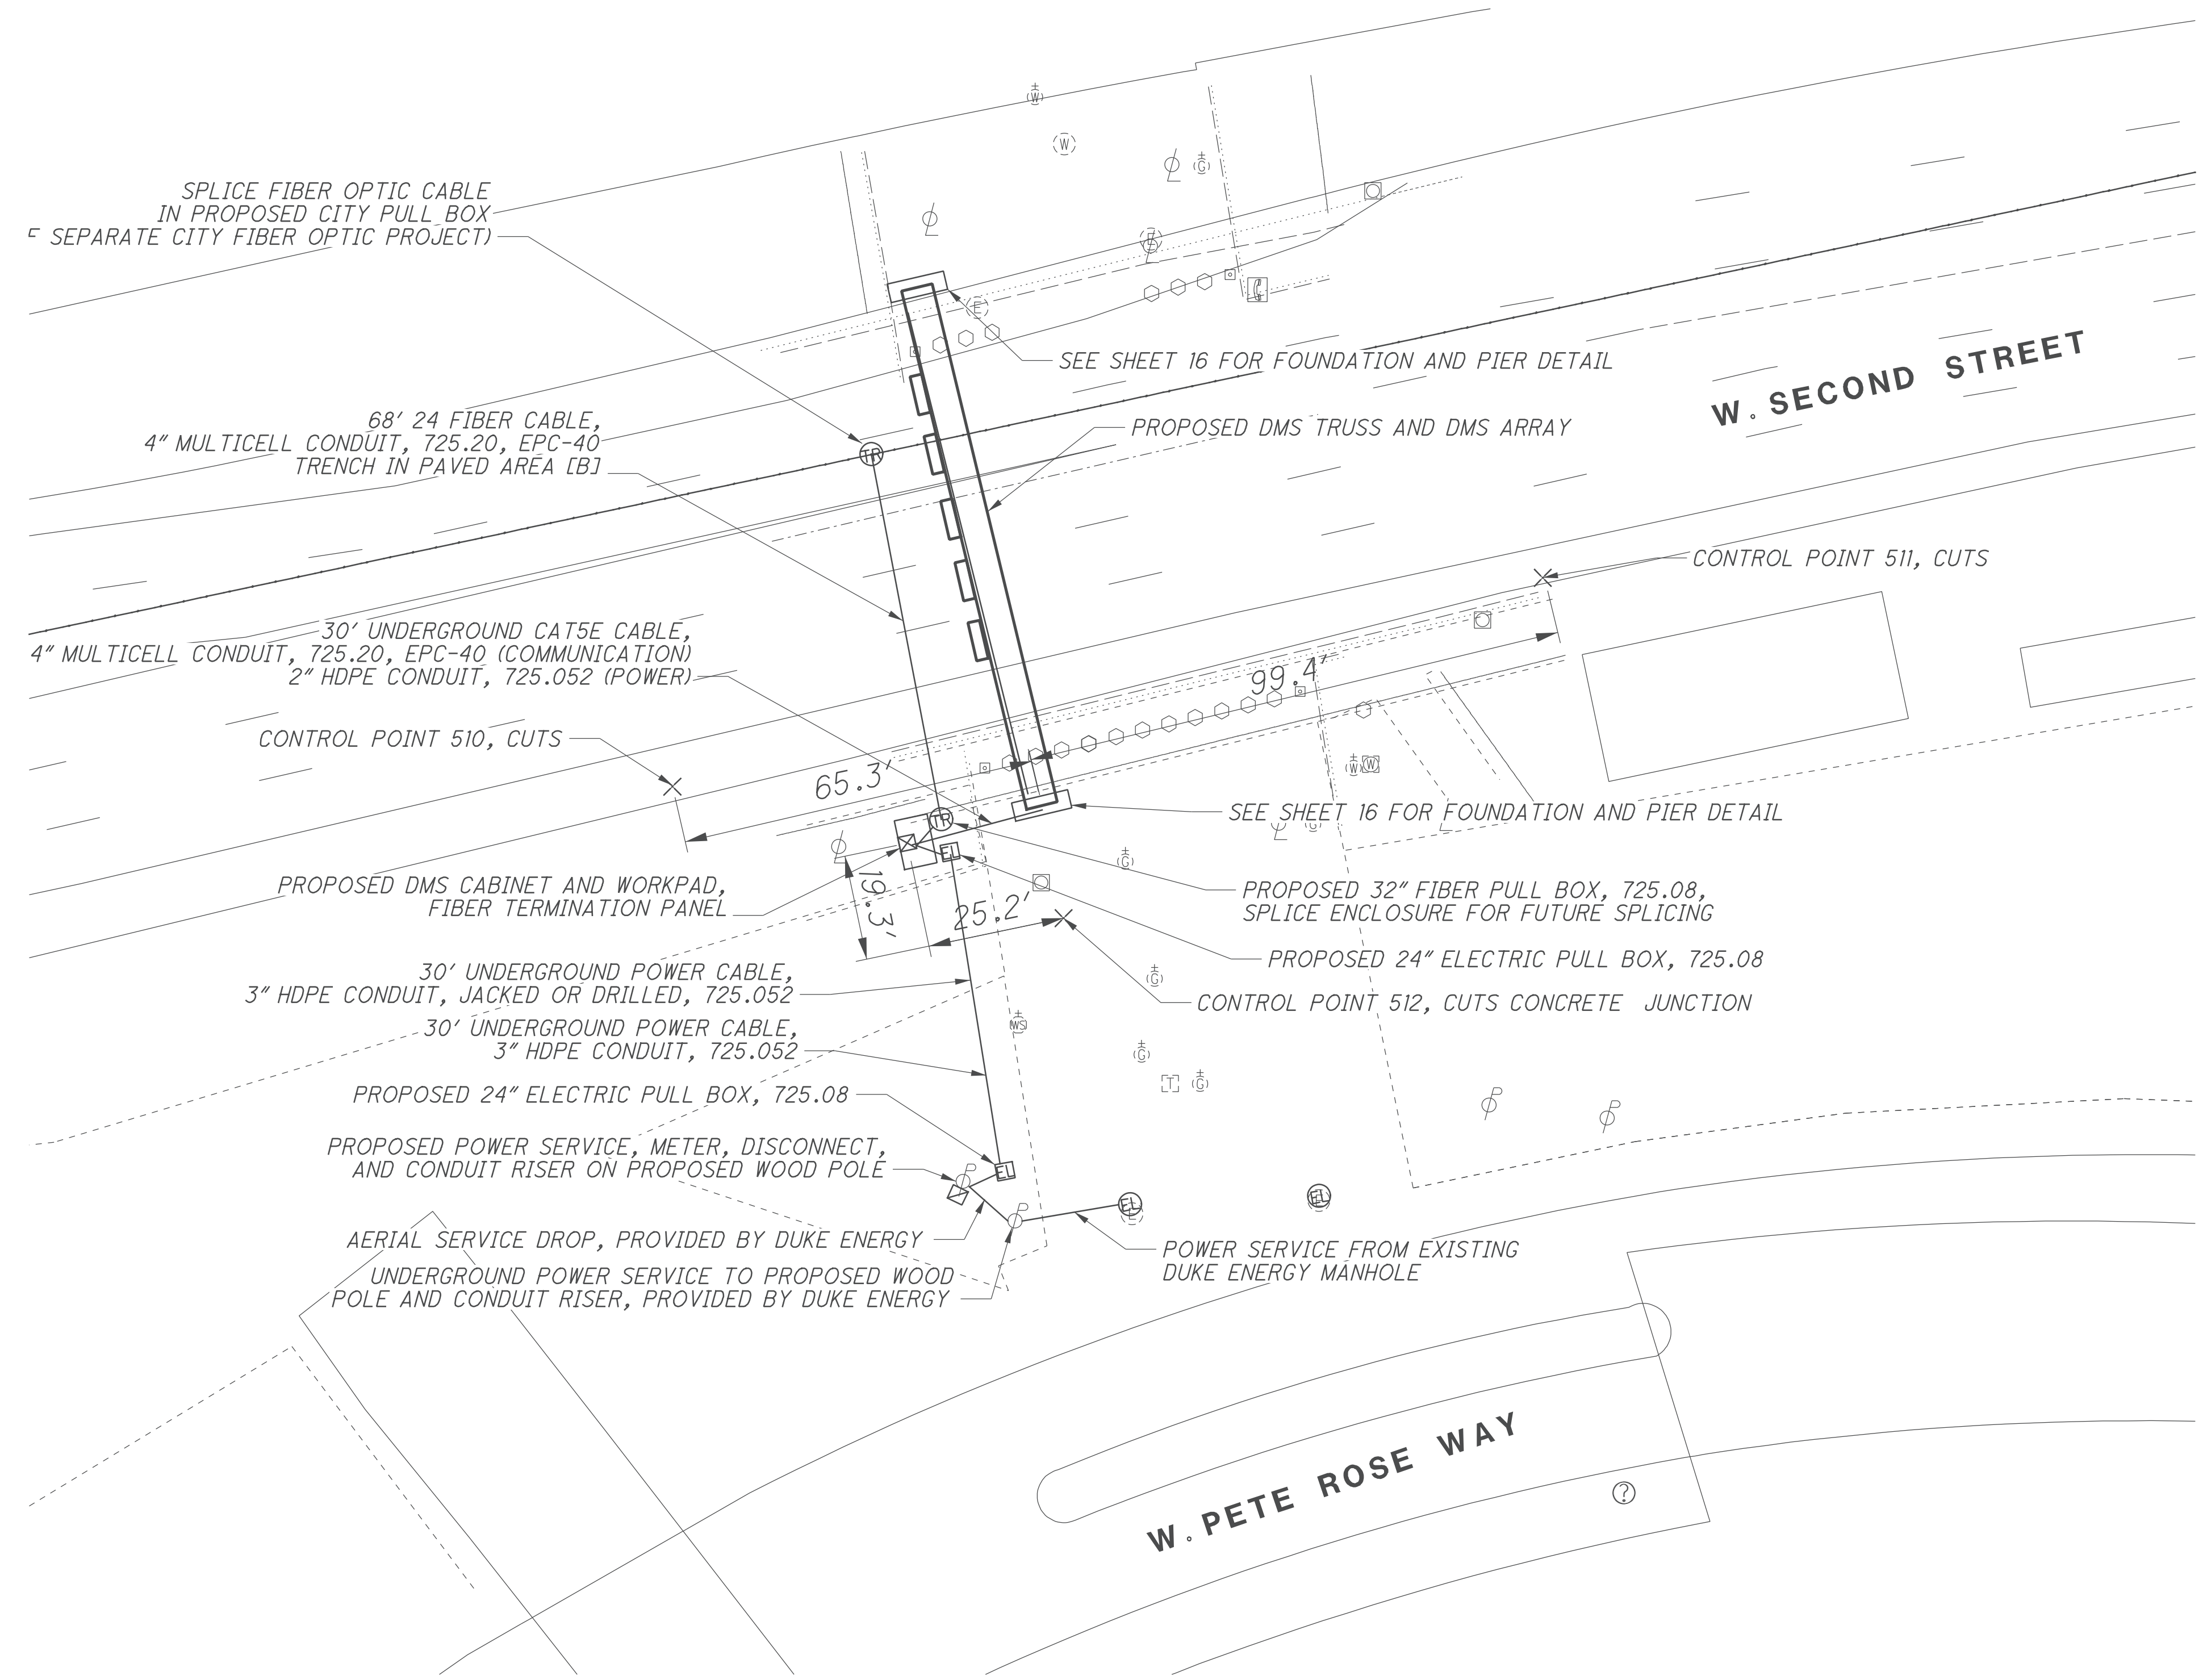 SPLICE FIBER OPTIC CABLE
IN PROPOSED CITY PULL BOX
SEPARATE CITY FIBER OPTIC PROJECT)
SEE SHEET 16 FOR FOUNDATION AND PIER DETAIL
W. SECOND STREET
68' 24 FIBER CABLE,
4" MULTICELL CONDUIT, 725.20, EPC-40
TRENCH IN PAVED AREA [B]
PROPOSED DMS TRUSS AND DMS ARRAY
TR
CONTROL POINT 511, CUTS
30' UNDERGROUND CAT5E CABLE,
4" MULTICELL CONDUIT, 725.20, EPC-40 (COMMUNICATION)
2" HDPE CONDUIT, 725.052 (POWER)
99.4'
CONTROL POINT 510, CUTS
65.3'
SEE SHEET 16 FOR FOUNDATION AND PIER DETAIL
TR
EL
PROPOSED DMS CABINET AND WORKPAD,
FIBER TERMINATION PANEL
19.3'
25.2'
PROPOSED 32" FIBER PULL BOX, 725.08,
SPLICE ENCLOSURE FOR FUTURE SPLICING
PROPOSED 24" ELECTRIC PULL BOX, 725.08
30' UNDERGROUND POWER CABLE,
3" HDPE CONDUIT, JACKED OR DRILLED, 725.052
CONTROL POINT 512, CUTS CONCRETE JUNCTION
30' UNDERGROUND POWER CABLE,
3" HDPE CONDUIT, 725.052
PROPOSED 24" ELECTRIC PULL BOX, 725.08
PROPOSED POWER SERVICE, METER, DISCONNECT,
AND CONDUIT RISER ON PROPOSED WOOD POLE
EL
EL
EL
AERIAL SERVICE DROP, PROVIDED BY DUKE ENERGY
POWER SERVICE FROM EXISTING
DUKE ENERGY MANHOLE
UNDERGROUND POWER SERVICE TO PROPOSED WOOD
POLE AND CONDUIT RISER, PROVIDED BY DUKE ENERGY
W. PETE ROSE WAY
?
W
W
G
E
E
W
W
G
G
G
WS
G
T
G